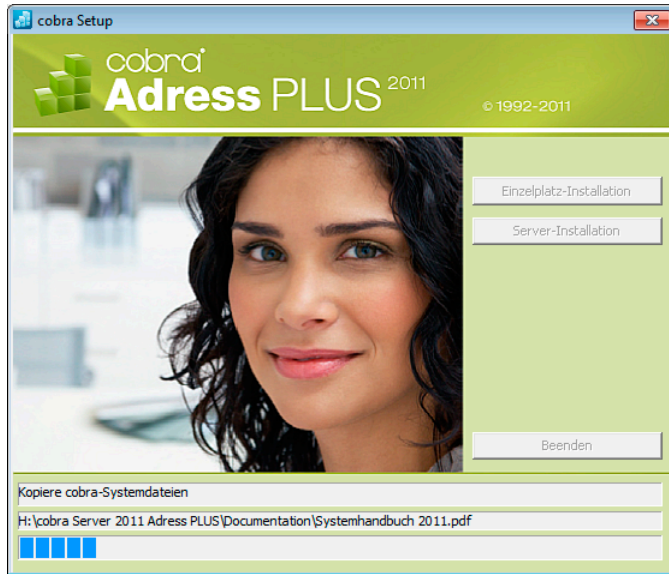 cobra Setup
cobra
Adress PLUS 2011
© 1992-2011
Einzelplatz-Installation
Server-Installation
Beenden
Kopiere cobra-Systemdateien
H:\cobra Server 2011 Adress PLUS\Documentation\Systemhandbuch 2011.pdf